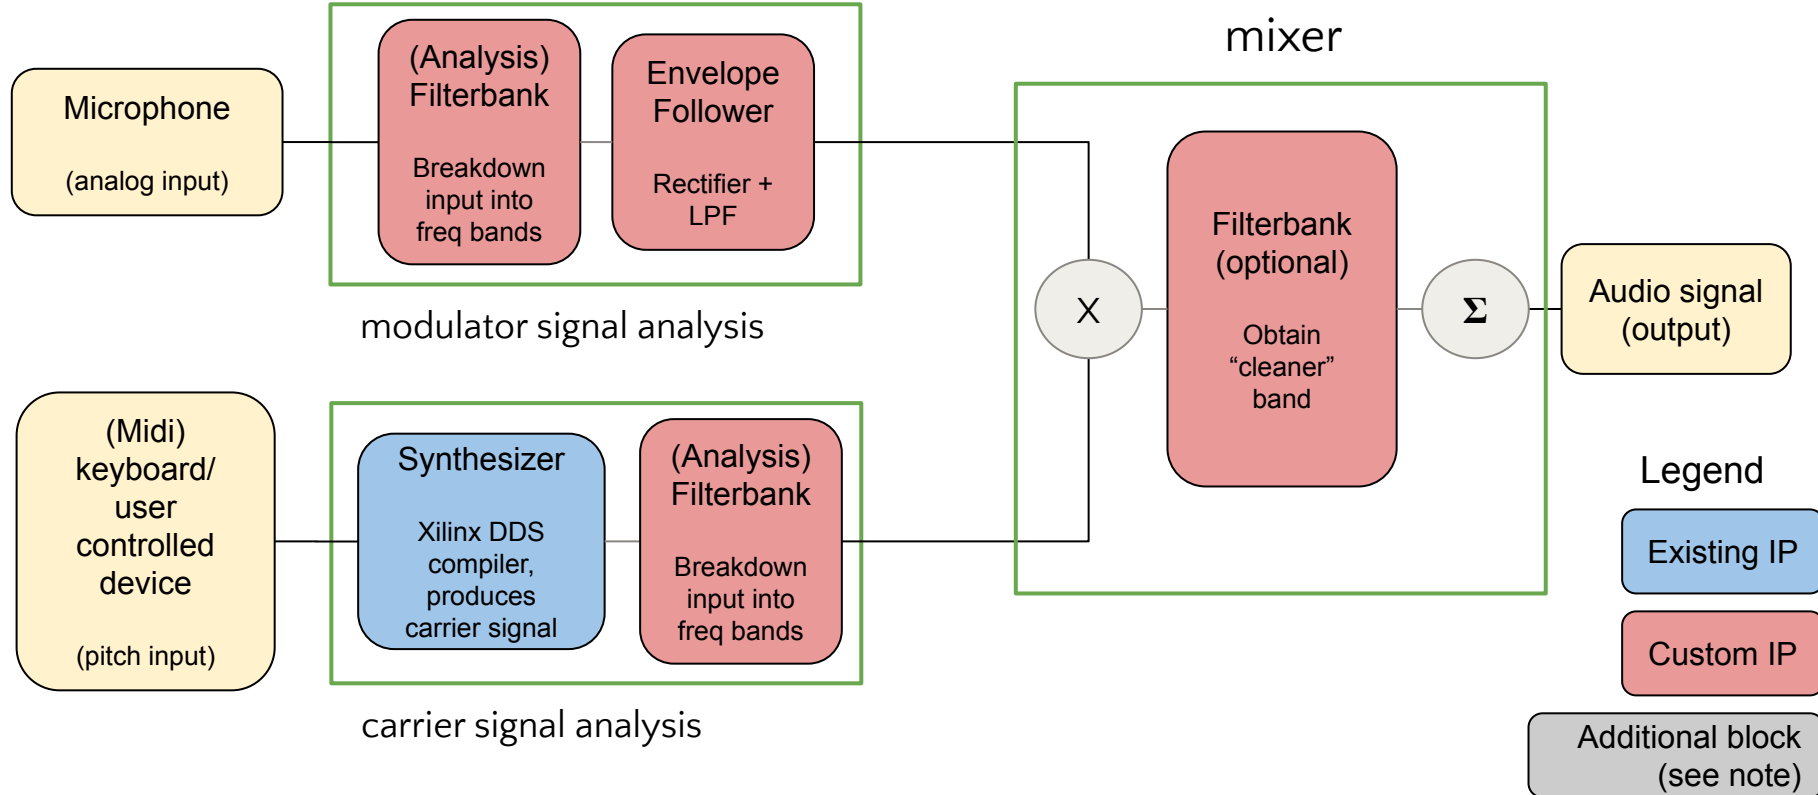 Microphone
(analog input)
(Analysis)
Filterbank
Breakdown
input into
freq bands
Envelope
Follower
Rectifier +
LPF
modulator signal analysis
(Midi)
keyboard/
user
controlled
device
(pitch input)
Synthesizer
Xilinx DDS
compiler,
produces
carrier signal
(Analysis)
Filterbank
Breakdown
input into
freq bands
carrier signal analysis
mixer
X
Filterbank
(optional)
Obtain
“cleaner”
band
Σ
Audio signal
(output)
Legend
Existing IP
Custom IP
Additional block
(see note)